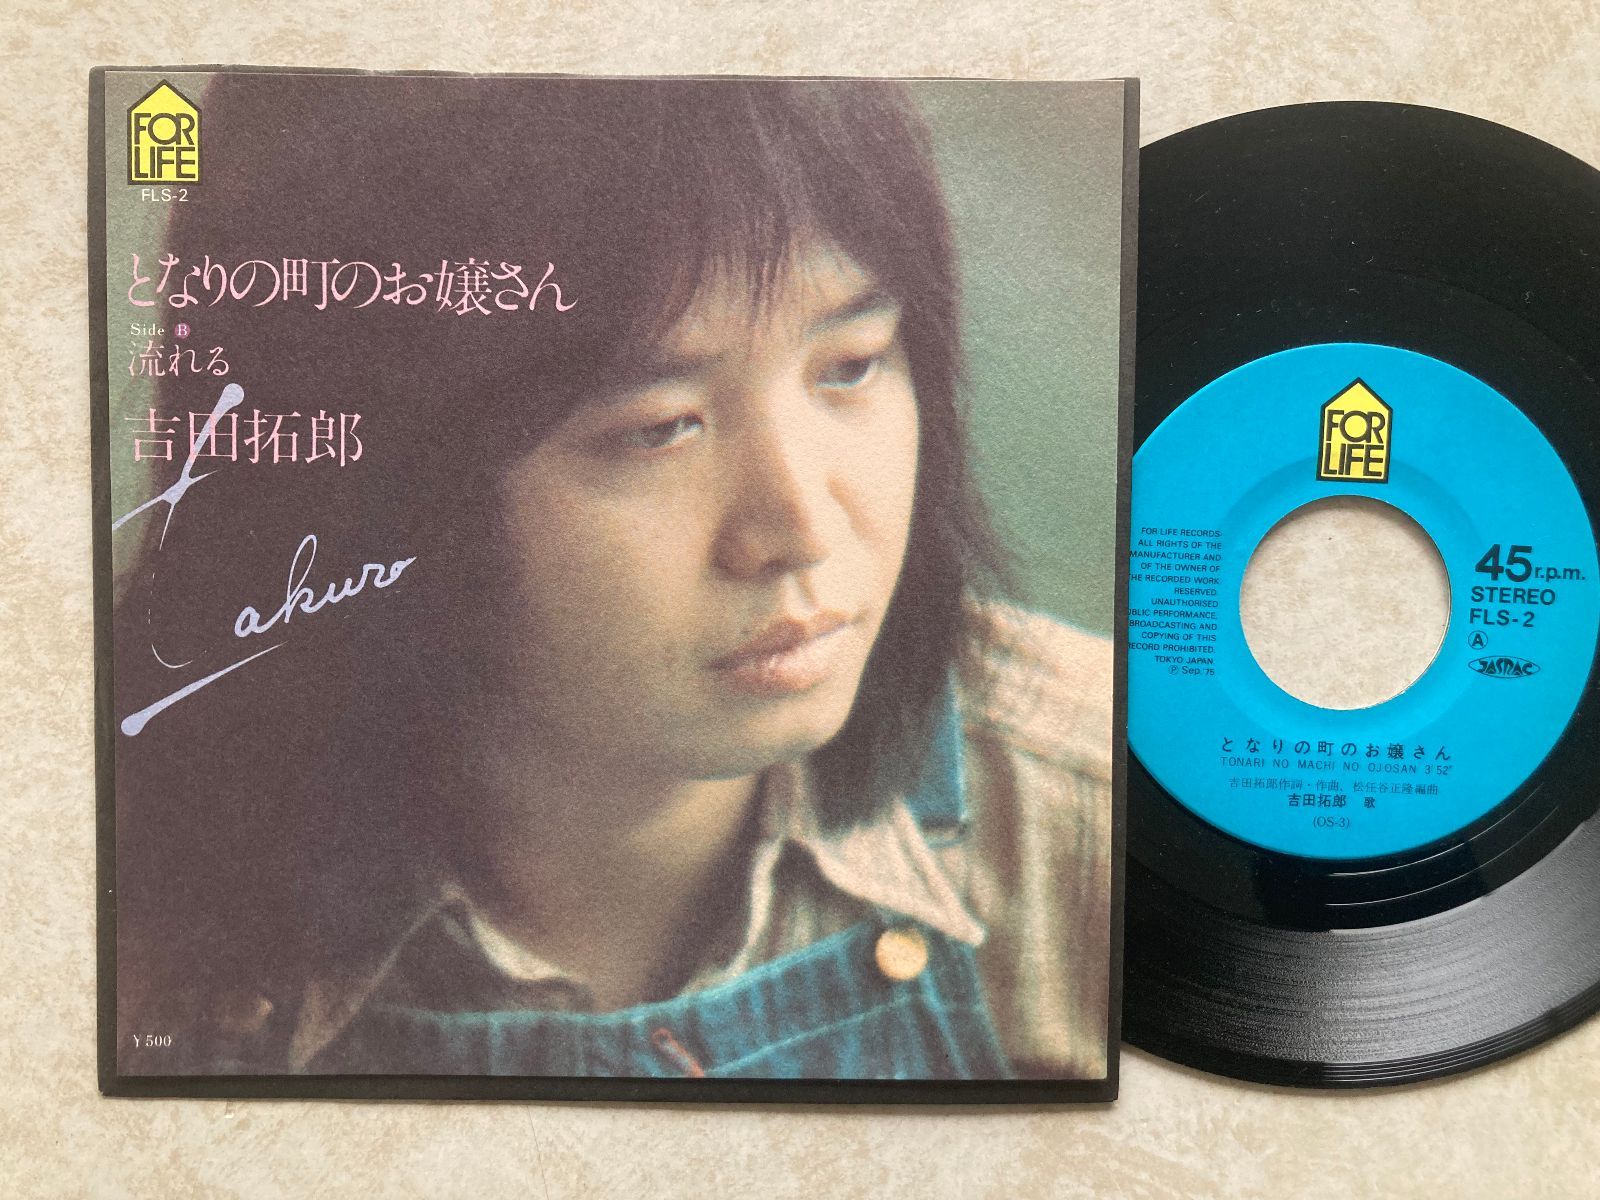 FOR
LIFE
FLS-2
となりの町のお嬢さん
Side B
流れる
吉田拓郎
Takuro
¥500
FOR
LIFE
FOR LIFE RECORDS
ALL RIGHTS OF THE
MANUFACTURER AND
OF THE OWNER OF
THE RECORDED WORK
RESERVED.
UNAUTHORISED
PUBLIC PERFORMANCE,
BROADCASTING AND
COPYING OF THIS
RECORD PROHIBITED.
TOKYO JAPAN.
Ⓟ Sep. '75
45 r.p.m.
STEREO
FLS-2
Ⓐ
JASRAC
となりの町のお嬢さん
TONARI NO MACHI NO OJOSAN 3'52"
吉田拓郎作詞・作曲、松任谷正隆編曲
吉田拓郎 歌
(OS-3)